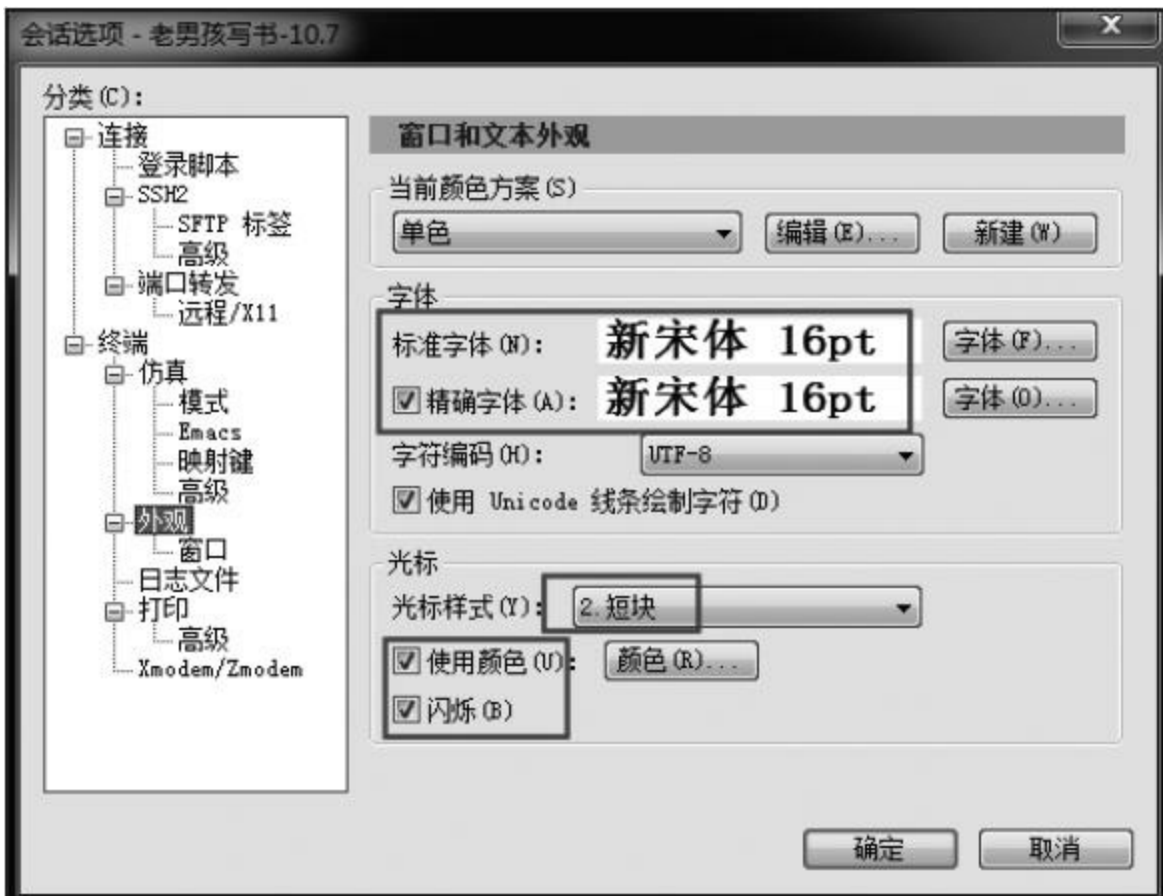 会话选项 - 老男孩写书-10.7
X
分类(C):
连接
登录脚本
SSH2
SFTP 标签
高级
端口转发
远程/X11
终端
仿真
模式
Emacs
映射键
高级
外观
窗口
日志文件
打印
高级
Xmodem/Zmodem
窗口和文本外观
当前颜色方案(S)
单色 编辑(E)... 新建(W)
字体
标准字体(N): 新宋体 16pt 字体(F)...
精确字体(A): 新宋体 16pt 字体(O)...
字符编码(H): UTF-8
使用 Unicode 线条绘制字符(D)
光标
光标样式(Y): 2.短块
使用颜色(U): 颜色(R)...
闪烁(B)
确定 取消